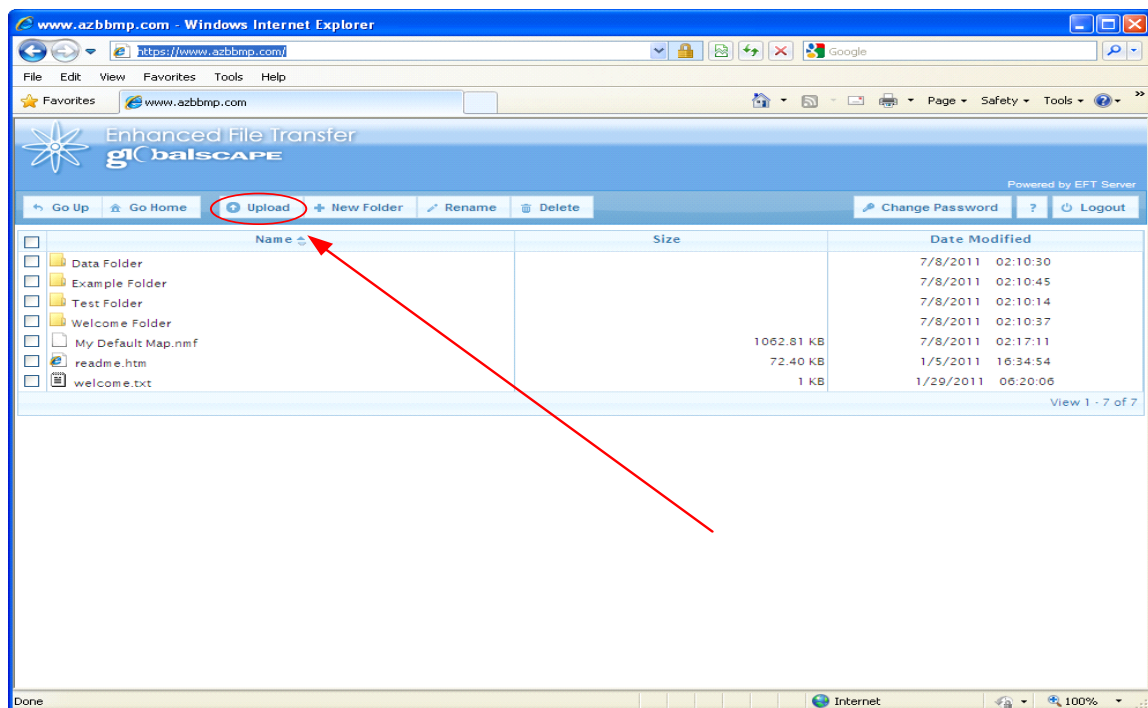 www.azbbmp.com - Windows Internet Explorer
https://www.azbbmp.com/
Google
File Edit View Favorites Tools Help
Favorites www.azbbmp.com Page Safety Tools
Enhanced File Transfer
globalSCAPE
Powered by EFT Server
Go Up Go Home Upload New Folder Rename Delete Change Password ? Logout
Name Size Date Modified
Data Folder 7/8/2011 02:10:30
Example Folder 7/8/2011 02:10:45
Test Folder 7/8/2011 02:10:14
Welcome Folder 7/8/2011 02:10:37
My Default Map.nmf 1062.81 KB 7/8/2011 02:17:11
readme.htm 72.40 KB 1/5/2011 16:34:54
welcome.txt 1 KB 1/29/2011 06:20:06
View 1 - 7 of 7
Done Internet 100%